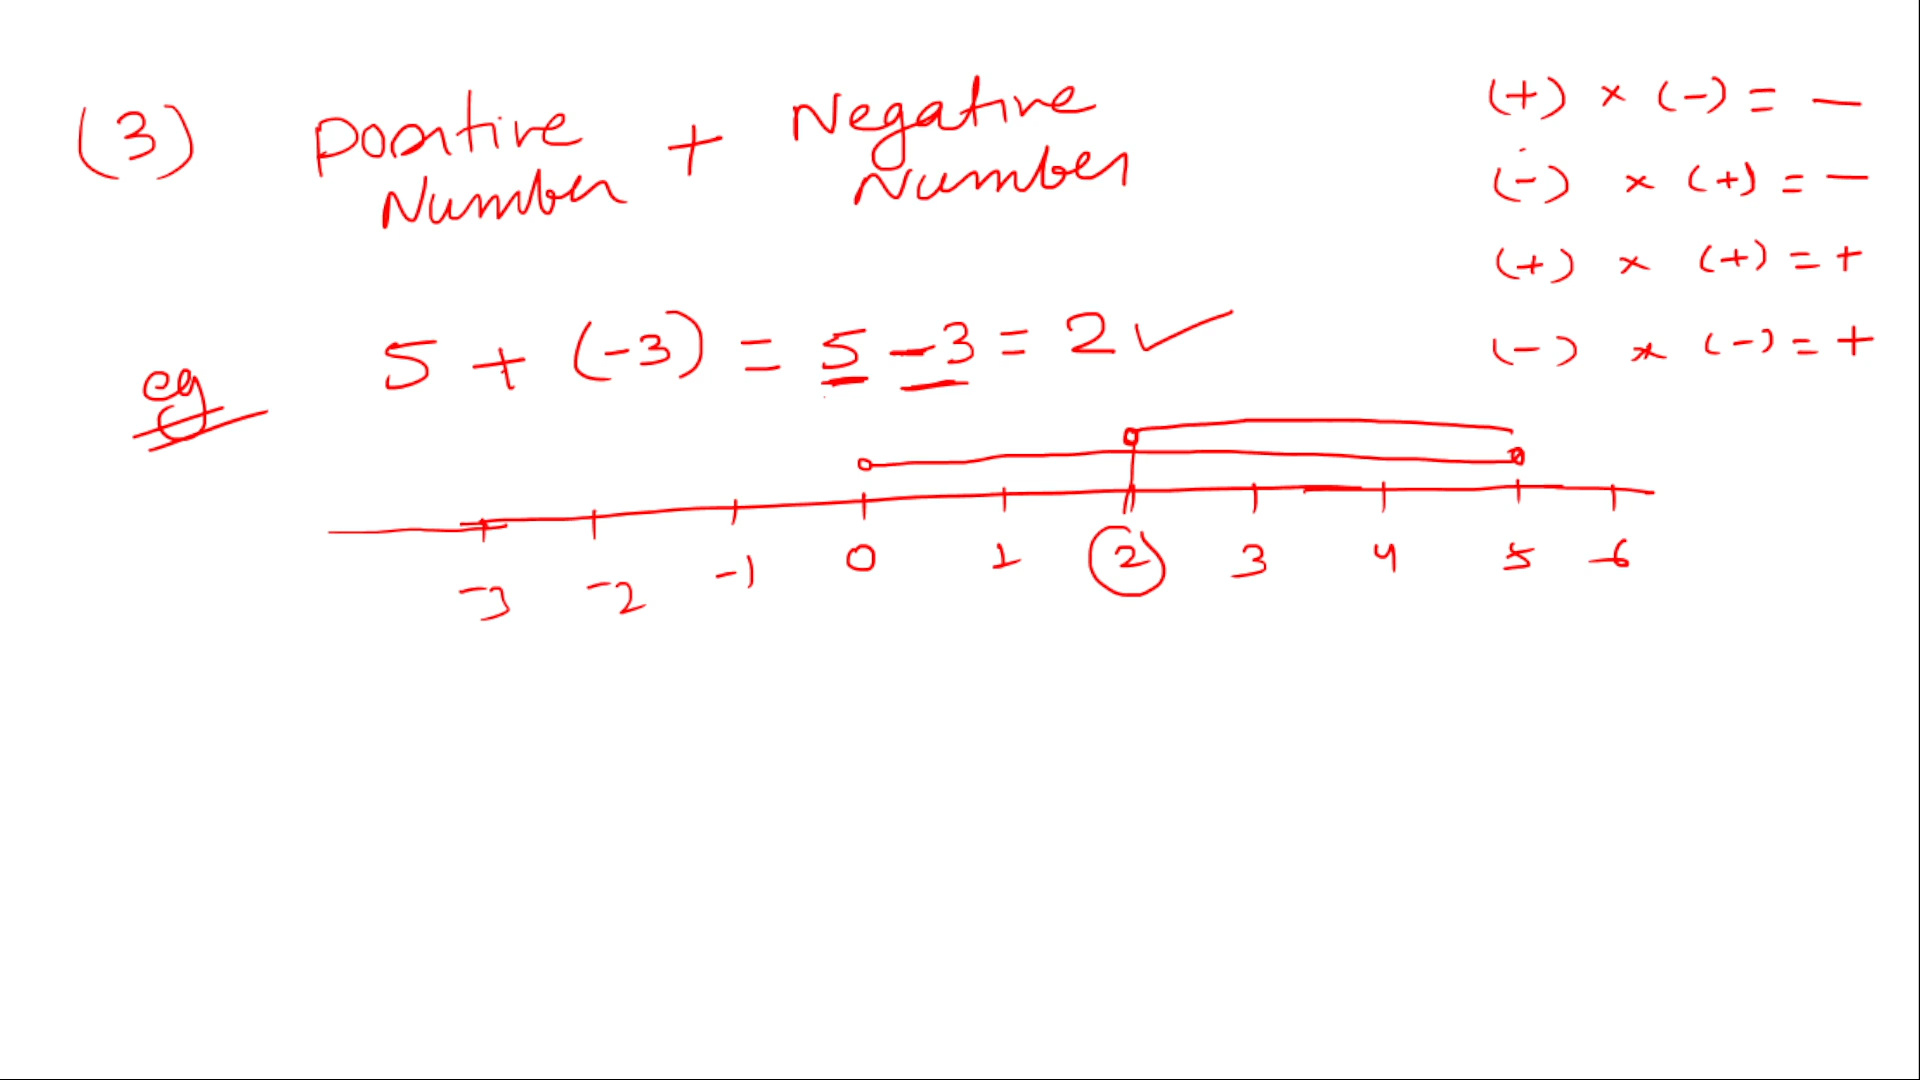 (3) Positive Number + Negative Number
(+) × (-) = -
(-) × (+) = -
(+) × (+) = +
(-) × (-) = +
eg 5 + (-3) = 5 - 3 = 2 ✓
-3 -2 -1 0 1 2 3 4 5 6